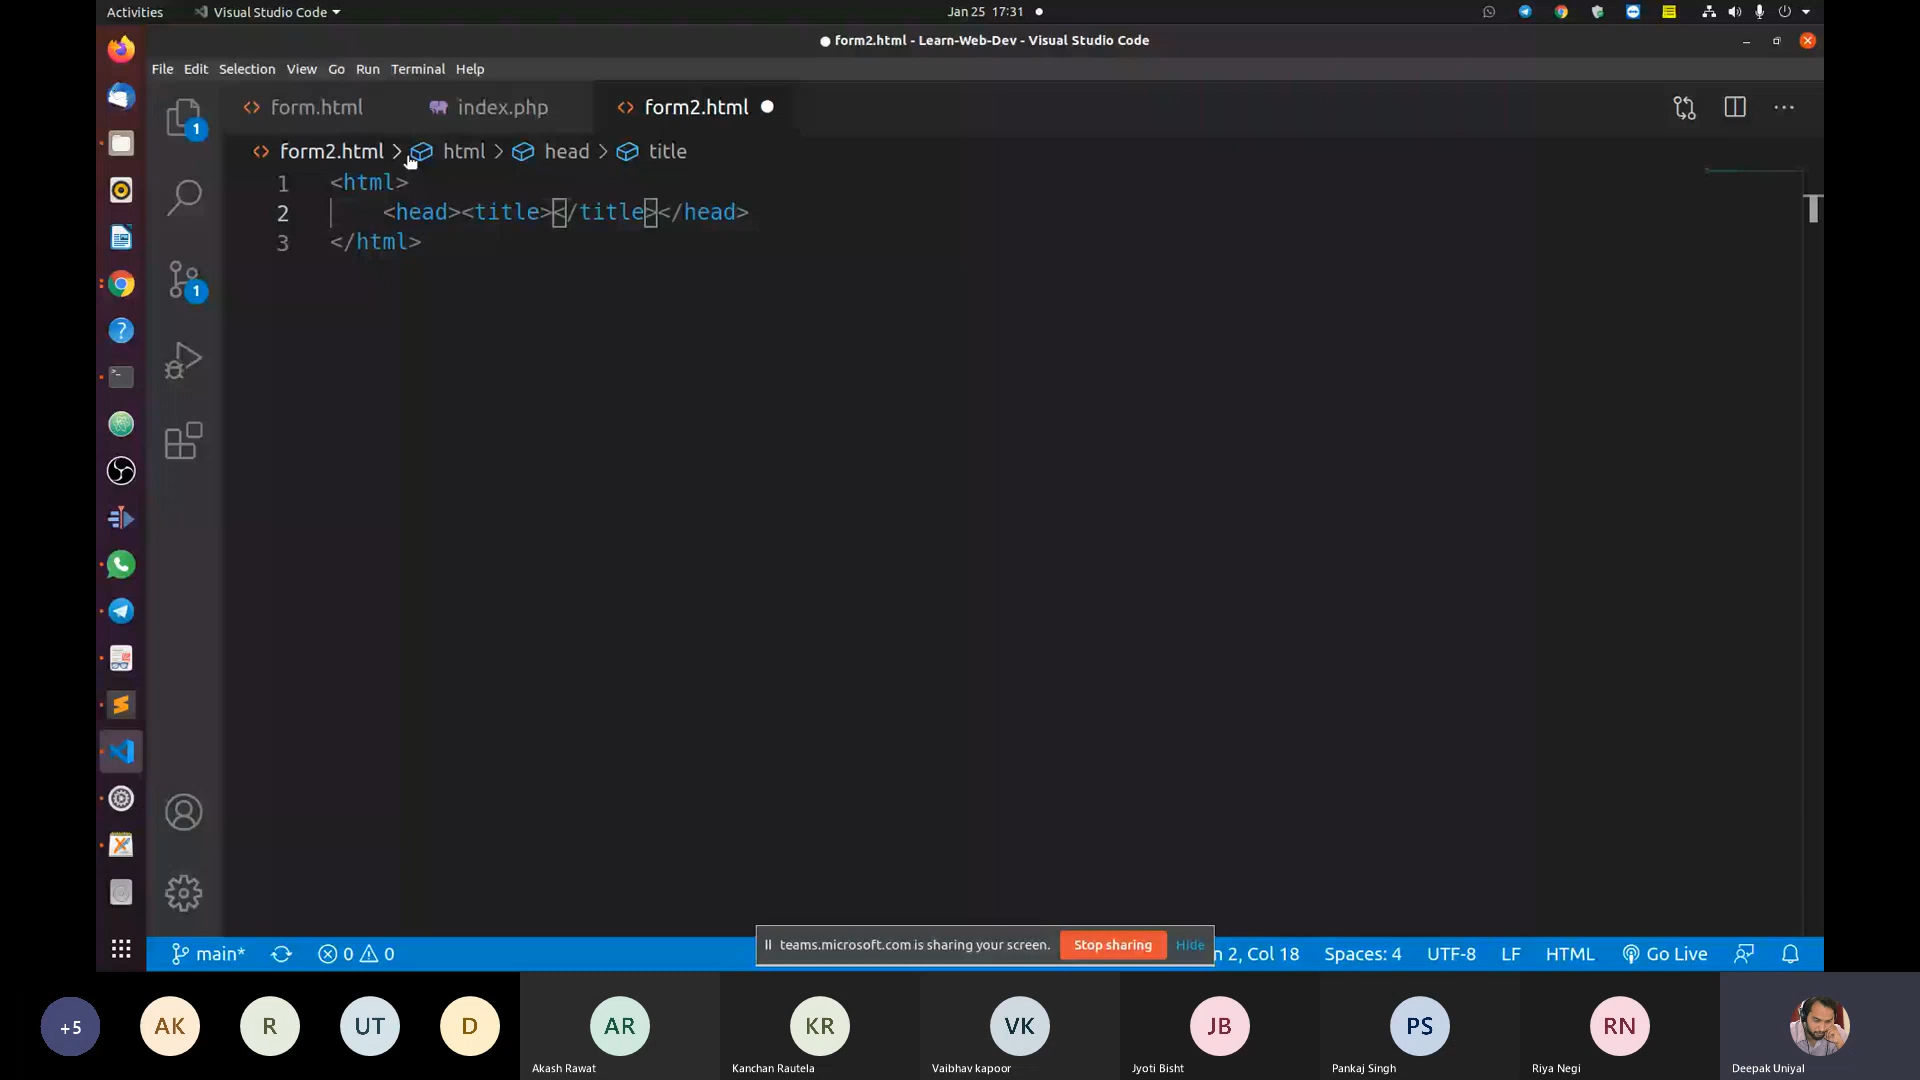 Activities
Visual Studio Code
Jan 25 17:31
form2.html - Learn-Web-Dev - Visual Studio Code
File Edit Selection View Go Run Terminal Help
form.html
index.php
form2.html
form2.html > html > head > title
1 <html>
2 <head><title></title></head>
3 </html>
1
1
teams.microsoft.com is sharing your screen.
Stop sharing
Hide
main*
0
0
n 2, Col 18
Spaces: 4
UTF-8
LF
HTML
Go Live
+5
AK
R
UT
D
AR
KR
VK
JB
PS
RN
Akash Rawat
Kanchan Rautela
Vaibhav kapoor
Jyoti Bisht
Pankaj Singh
Riya Negi
Deepak Uniyal